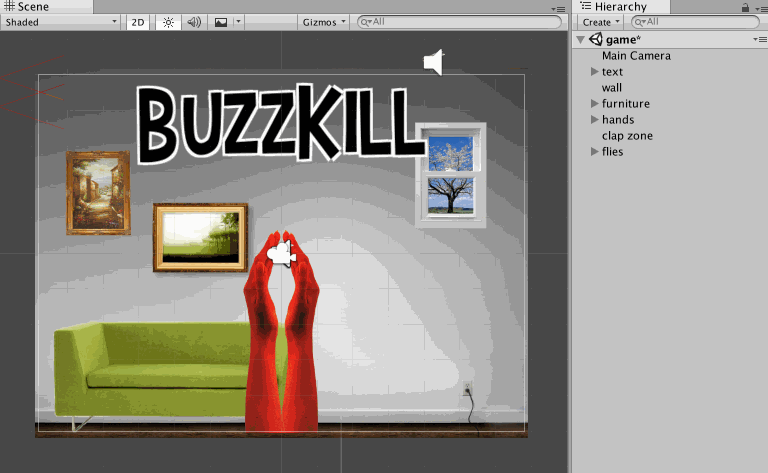 Scene
Hierarchy
Shaded
2D
Gizmos
All
Create
All
game*
Main Camera
text
wall
furniture
hands
clap zone
flies
BUZZKILL